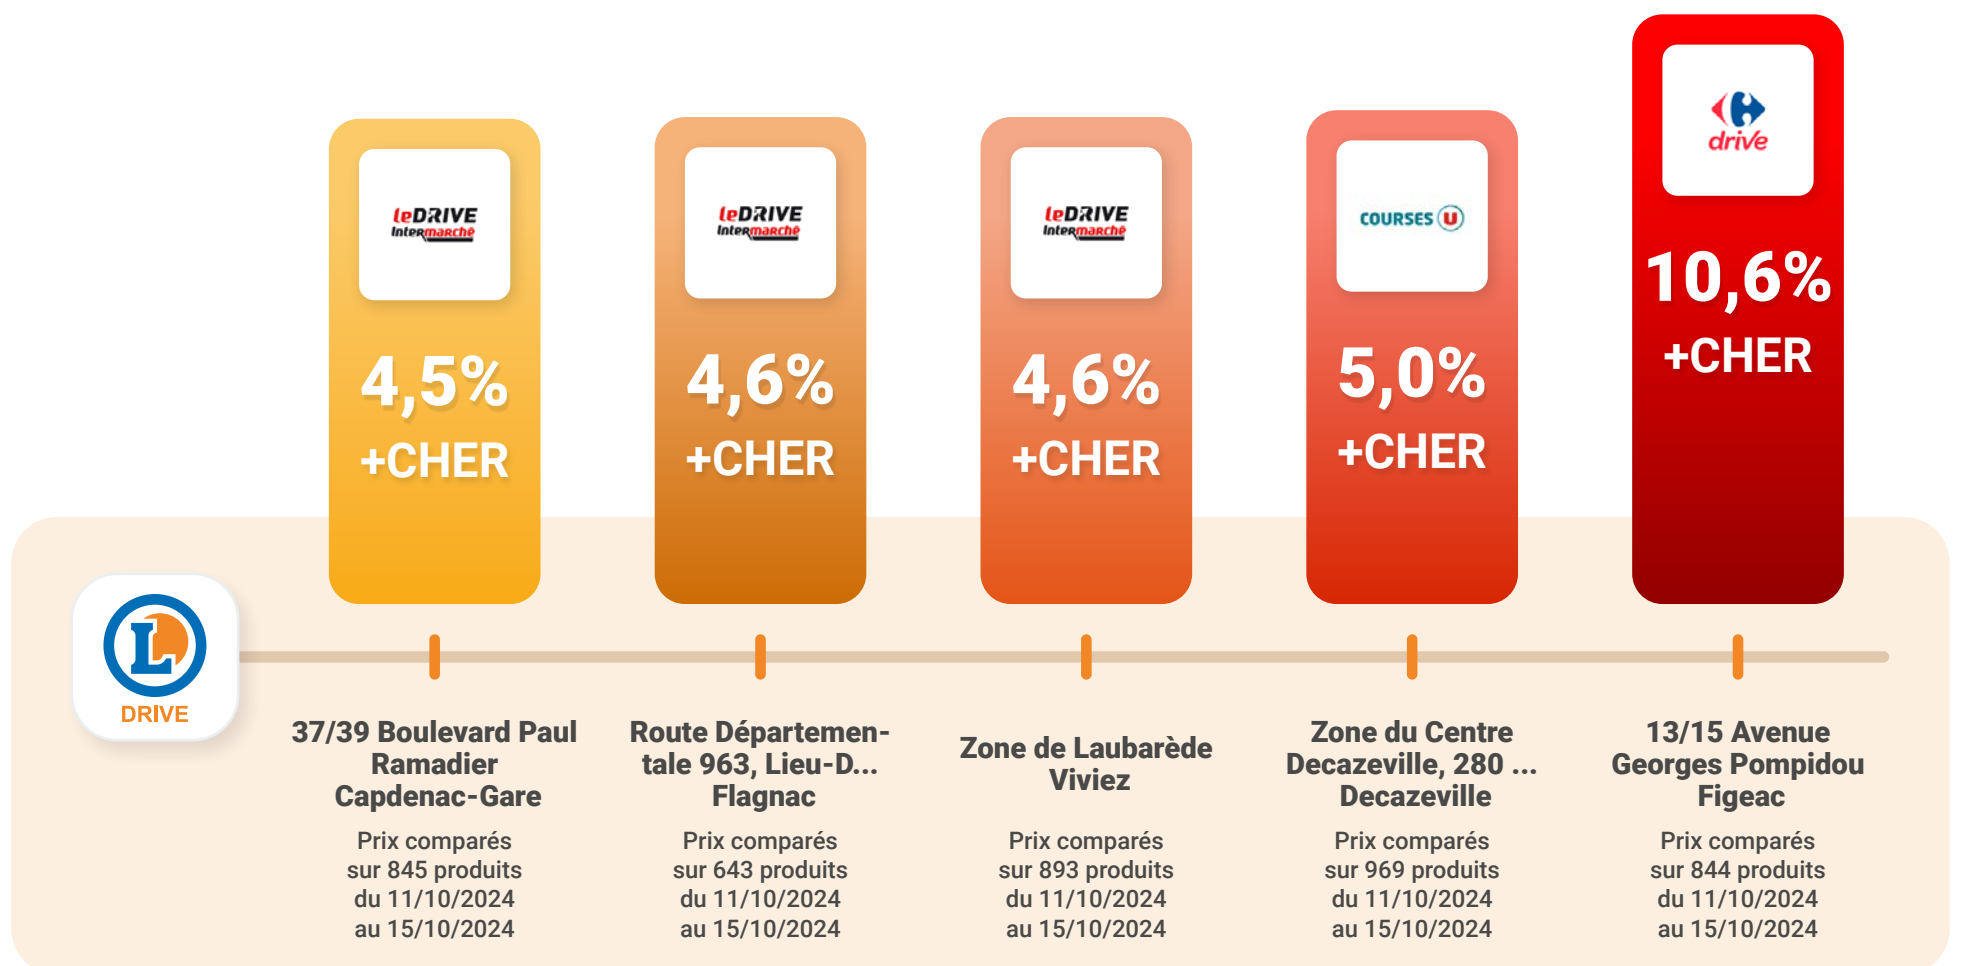 leDRIVE
Intermarché
4,5%
+CHER
leDRIVE
Intermarché
4,6%
+CHER
leDRIVE
Intermarché
4,6%
+CHER
COURSES U
5,0%
+CHER
drive
10,6%
+CHER
L
DRIVE
37/39 Boulevard Paul
Ramadier
Capdenac-Gare
Prix comparés
sur 845 produits
du 11/10/2024
au 15/10/2024
Route Départemen-
tale 963, Lieu-D...
Flagnac
Prix comparés
sur 643 produits
du 11/10/2024
au 15/10/2024
Zone de Laubarède
Viviez
Prix comparés
sur 893 produits
du 11/10/2024
au 15/10/2024
Zone du Centre
Decazeville, 280 ...
Decazeville
Prix comparés
sur 969 produits
du 11/10/2024
au 15/10/2024
13/15 Avenue
Georges Pompidou
Figeac
Prix comparés
sur 844 produits
du 11/10/2024
au 15/10/2024